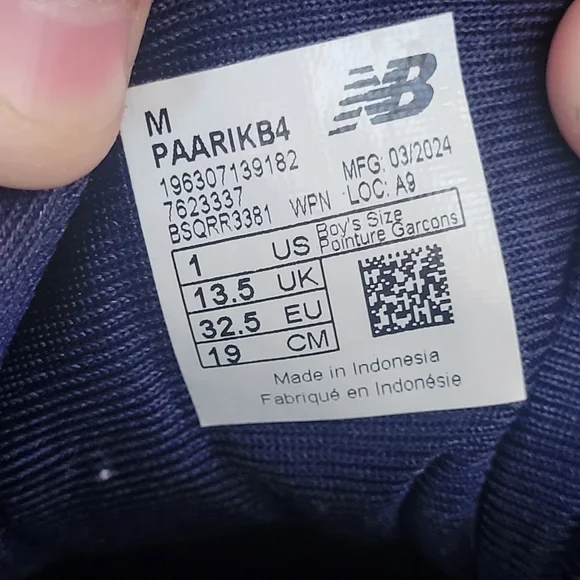 M
NB
PAARIKB4
196307139182
MFG: 03/2024
7623337
WPN LOC: A9
BSQRR3381
1 US Boy's Size
Pointure Garcons
13.5 UK
32.5 EU
19 CM
Made in Indonesia
Fabriqué en Indonésie